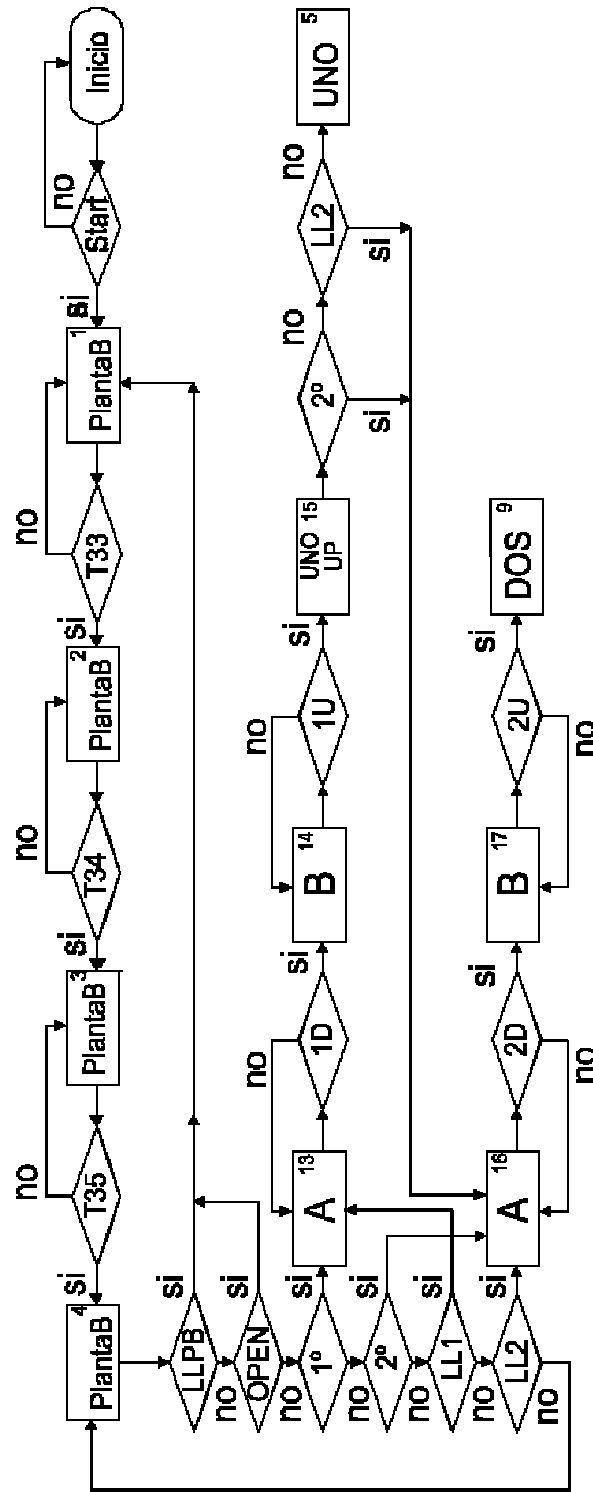 Inicio
Start
no
si
1
PlantaB
T33
no
si
2
PlantaB
T34
no
si
3
PlantaB
T35
no
si
4
PlantaB
LLPB
si
no
OPEN
si
no
1º
si
no
2º
si
no
LL1
si
no
LL2
si
no
13
A
1D
no
si
14
B
1U
no
si
15
UNO
UP
2º
no
si
LL2
no
si
5
UNO
16
A
2D
no
si
17
B
2U
no
si
9
DOS